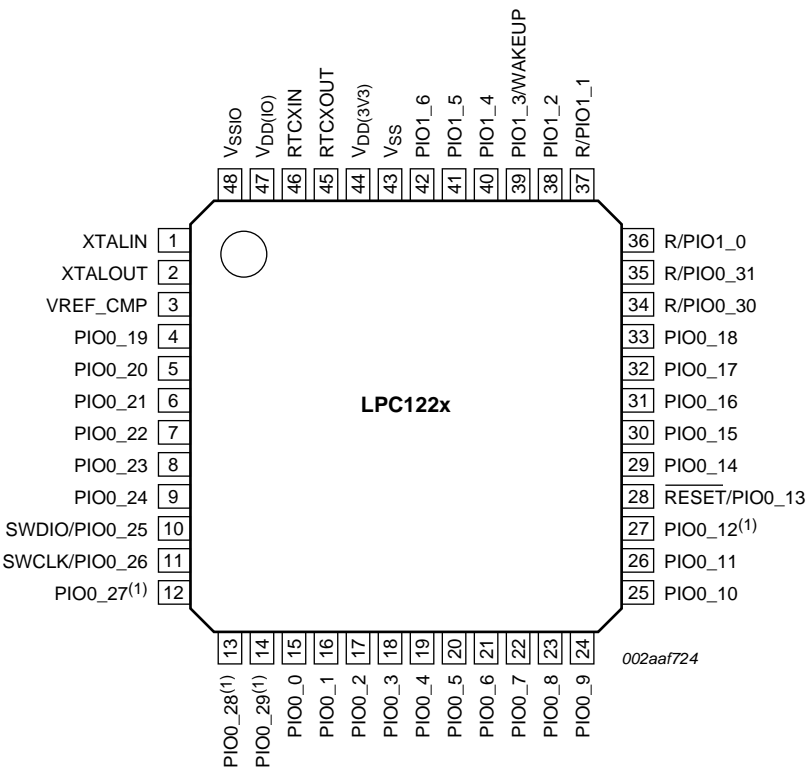 48 VSSIO
47 VDD(IO)
46 RTCXIN
45 RTCXOUT
44 VDD(3V3)
43 VSS
42 PIO1_6
41 PIO1_5
40 PIO1_4
39 PIO1_3/WAKEUP
38 PIO1_2
37 R/PIO1_1
XTALIN 1
XTALOUT 2
VREF_CMP 3
PIO0_19 4
PIO0_20 5
PIO0_21 6
PIO0_22 7
PIO0_23 8
PIO0_24 9
SWDIO/PIO0_25 10
SWCLK/PIO0_26 11
PIO0_27(1) 12
LPC122x
36 R/PIO1_0
35 R/PIO0_31
34 R/PIO0_30
33 PIO0_18
32 PIO0_17
31 PIO0_16
30 PIO0_15
29 PIO0_14
28 RESET/PIO0_13
27 PIO0_12(1)
26 PIO0_11
25 PIO0_10
PIO0_28(1) 13
PIO0_29(1) 14
PIO0_0 15
PIO0_1 16
PIO0_2 17
PIO0_3 18
PIO0_4 19
PIO0_5 20
PIO0_6 21
PIO0_7 22
PIO0_8 23
PIO0_9 24
002aaf724